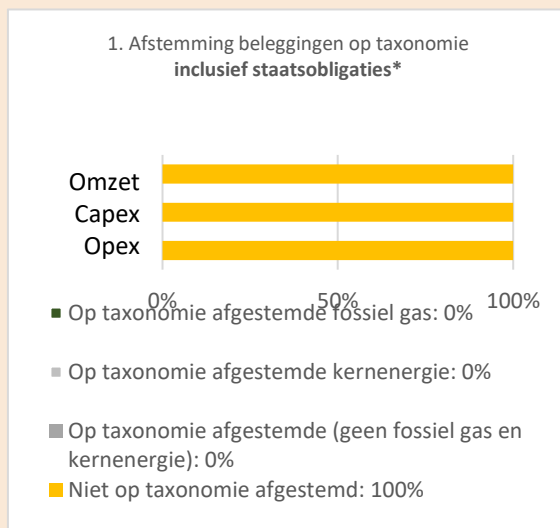 1. Afstemming beleggingen op taxonomie
inclusief staatsobligaties*
Omzet
Capex
Opex
0% 50% 100%
Op taxonomie afgestemde fossiel gas: 0%
Op taxonomie afgestemde kernenergie: 0%
Op taxonomie afgestemde (geen fossiel gas en
kernenergie): 0%
Niet op taxonomie afgestemd: 100%